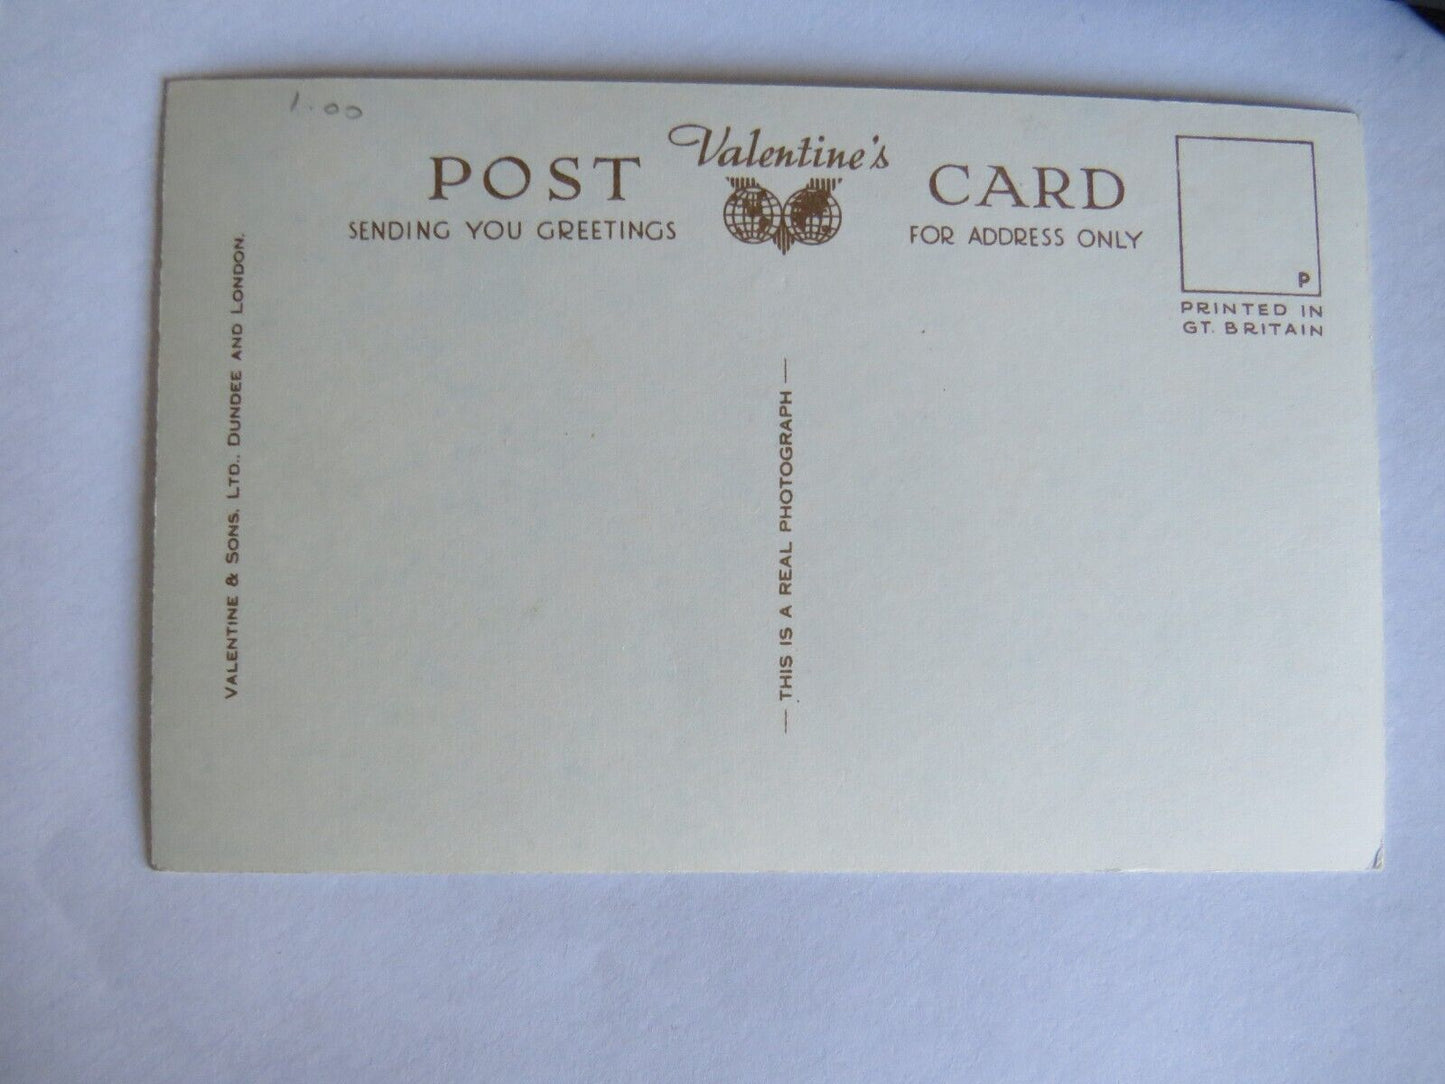 1.00
Valentine's
POST CARD
SENDING YOU GREETINGS
FOR ADDRESS ONLY
P
PRINTED IN
GT. BRITAIN
VALENTINE & SONS, LTD., DUNDEE AND LONDON.
— THIS IS A REAL PHOTOGRAPH —